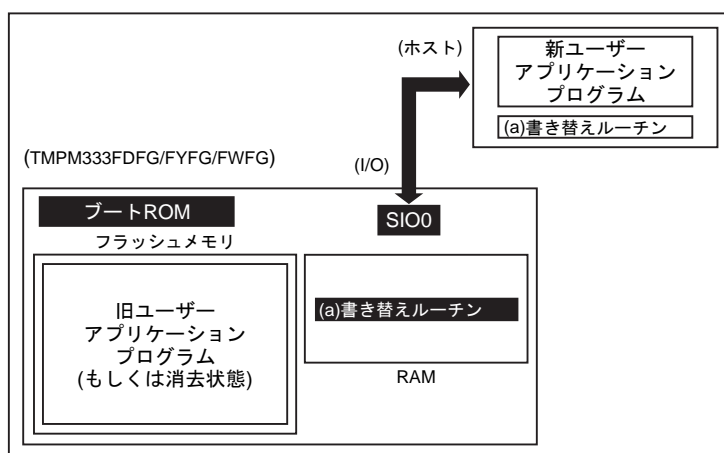 (ホスト)
新ユーザー
アプリケーション
プログラム
(a)書き替えルーチン
(TMPM333FDFG/FYFG/FWFG)
(I/O)
ブートROM
SIO0
フラッシュメモリ
旧ユーザー
アプリケーション
プログラム
(もしくは消去状態)
(a)書き替えルーチン
RAM